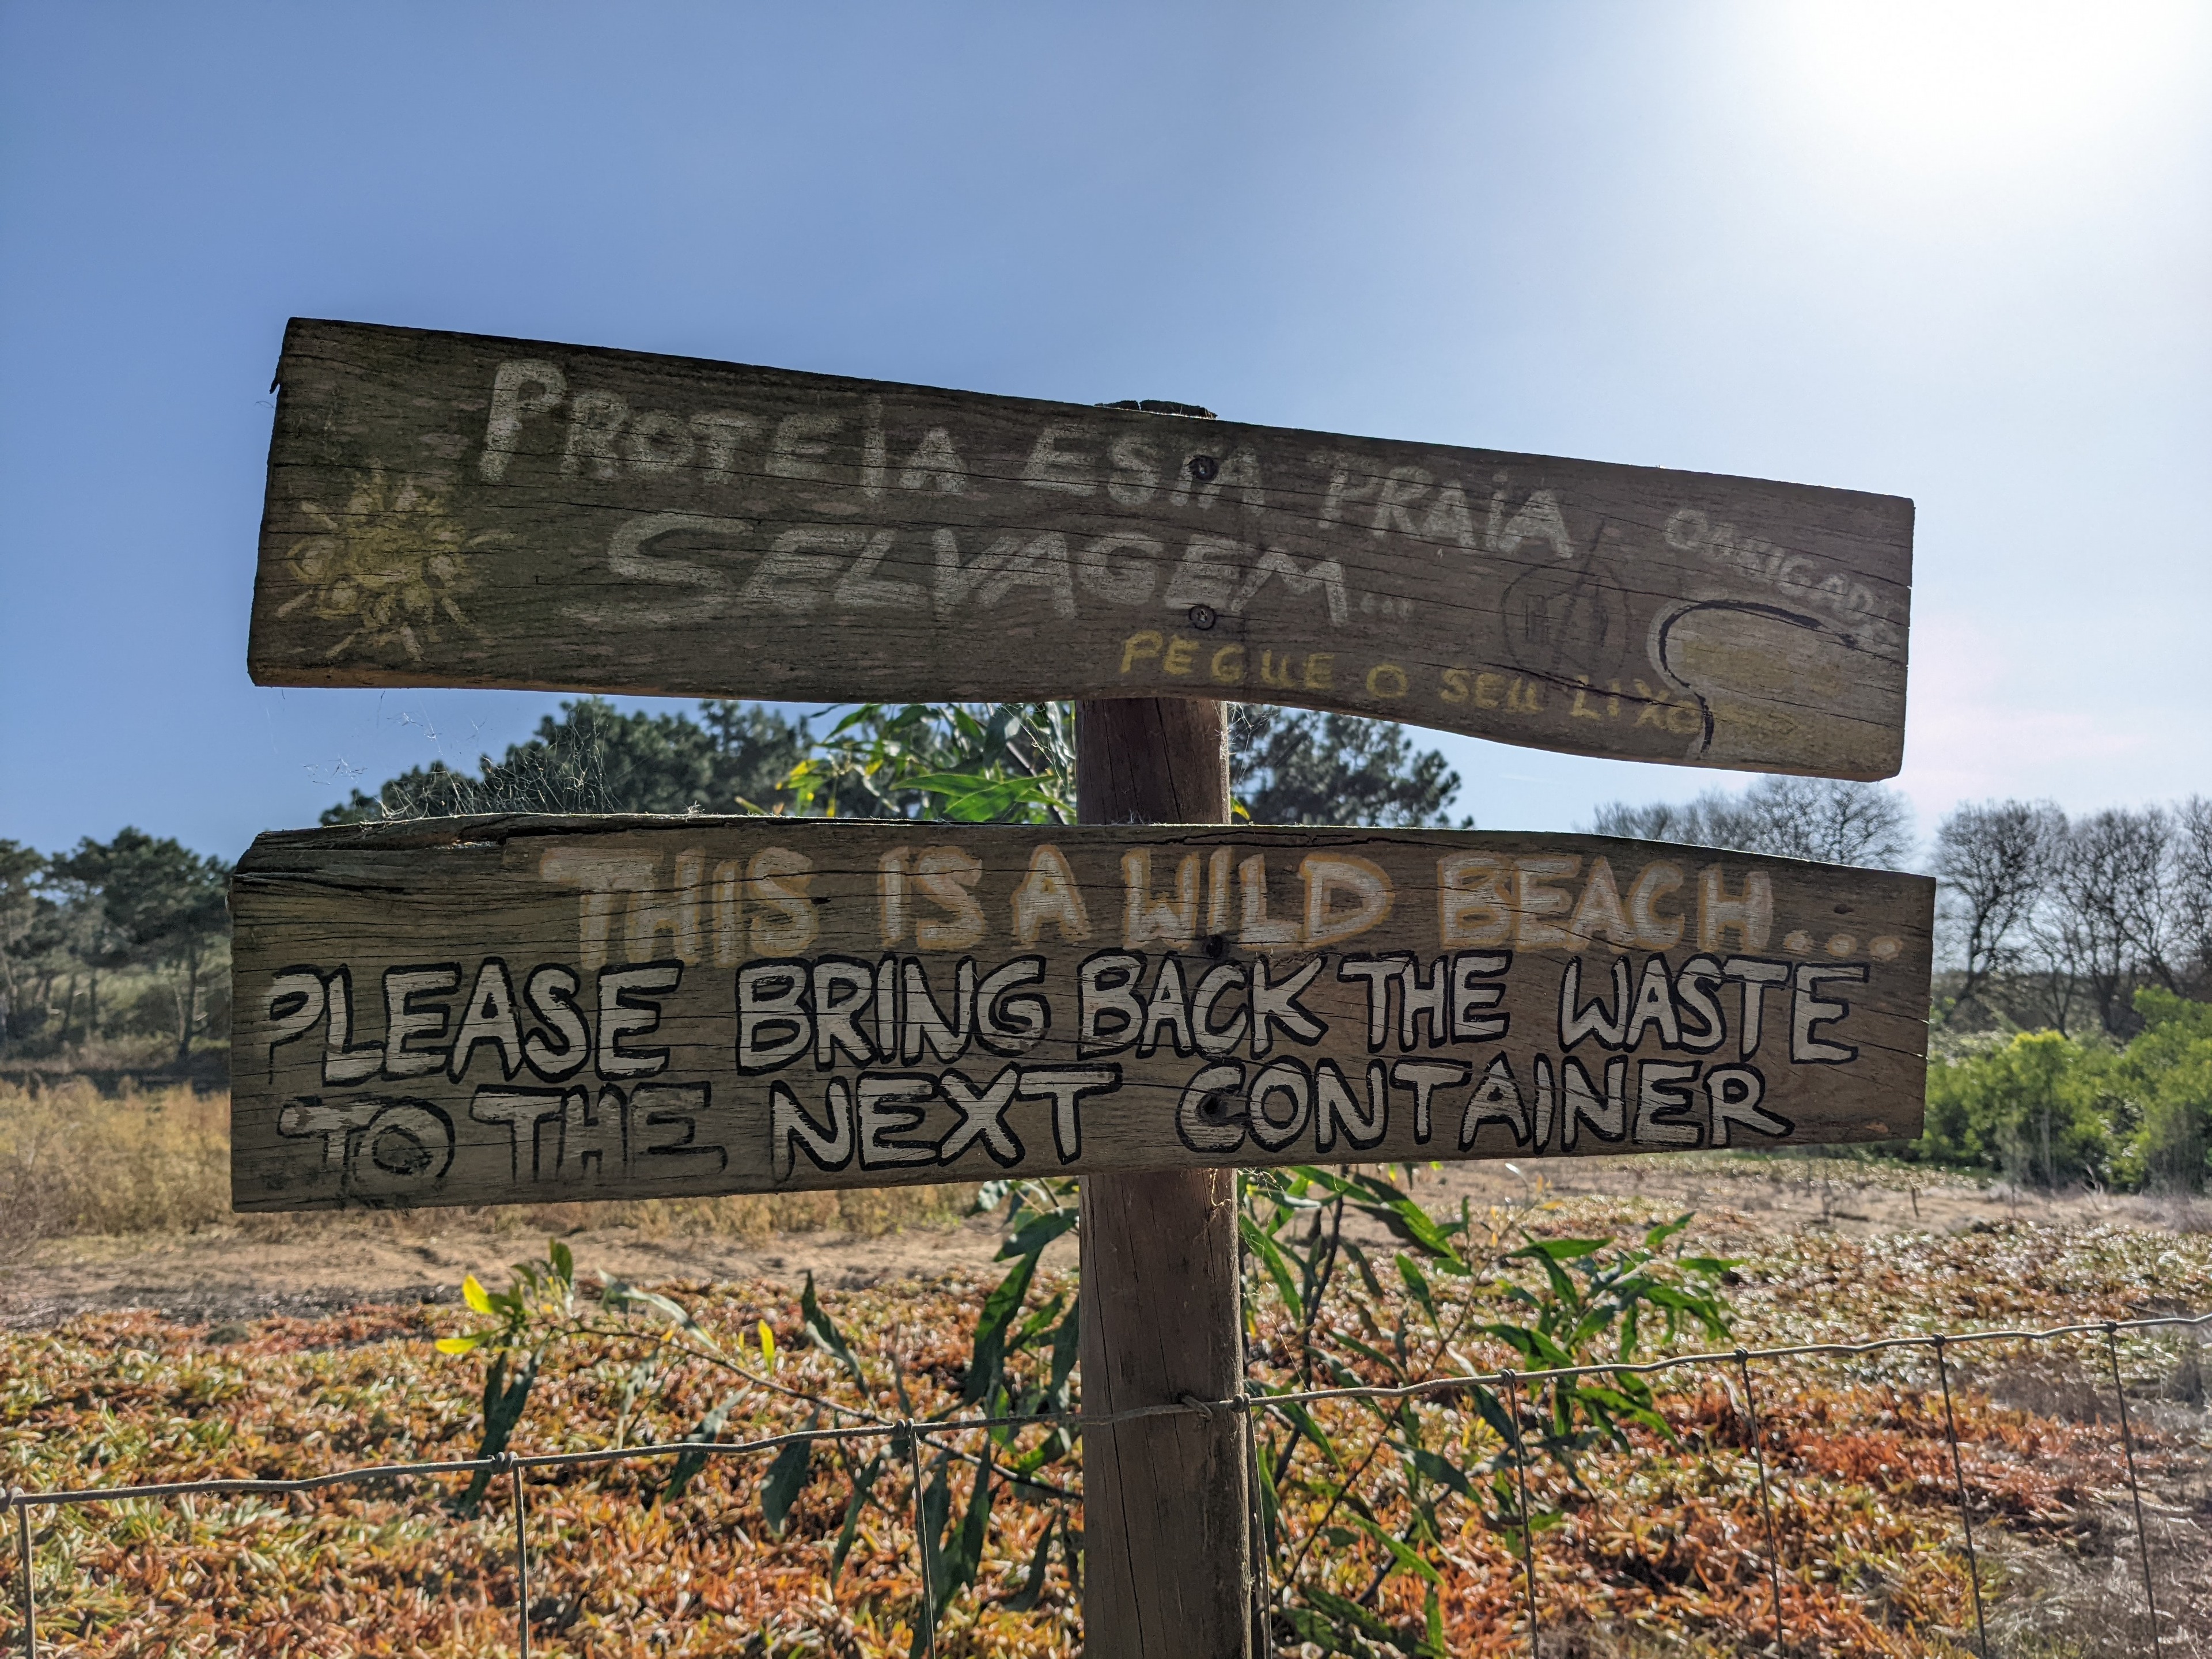 PROTEjA ESTA PRAiA
SELVAGEM...
OBRIGADO
PEGUE O SEU LiXO
THIS IS A WILD BEACH...
PLEASE BRING BACK THE WASTE
TO THE NEXT CONTAINER